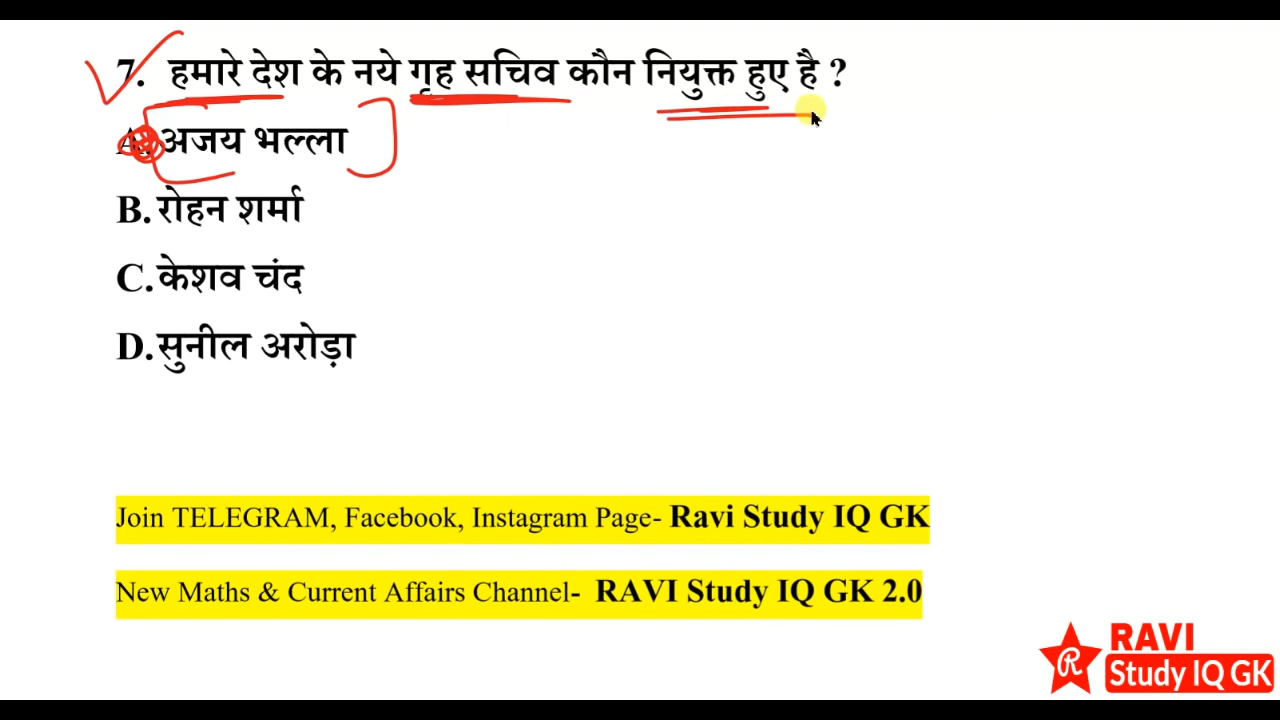 7. हमारे देश के नये गृह सचिव कौन नियुक्त हुए है ?
A. अजय भल्ला
B. रोहन शर्मा
C. केशव चंद
D. सुनील अरोड़ा
Join TELEGRAM, Facebook, Instagram Page- Ravi Study IQ GK
New Maths & Current Affairs Channel- RAVI Study IQ GK 2.0
R RAVI
Study IQ GK